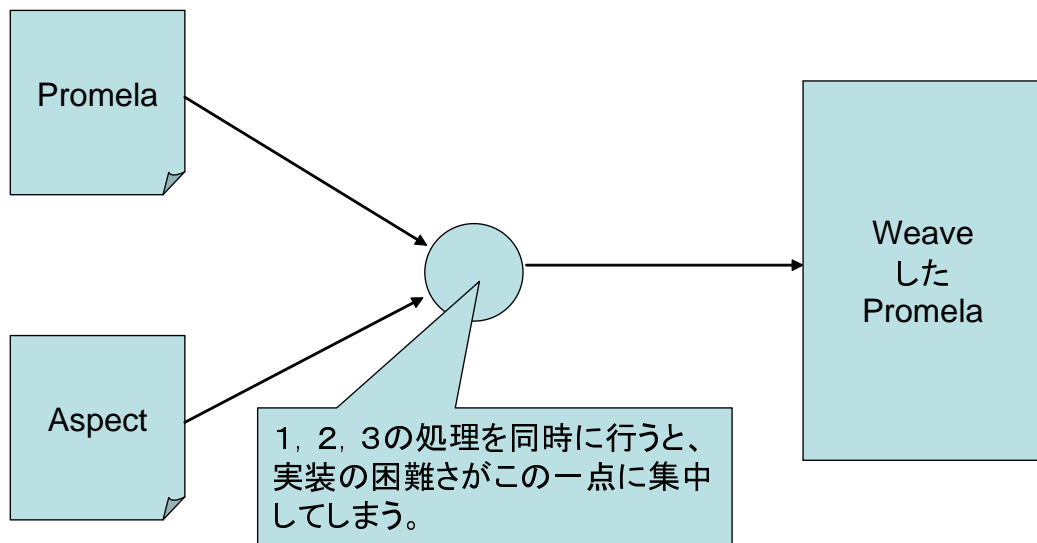 Promela
Aspect
1，2，3の処理を同時に行うと、
実装の困難さがこの一点に集中
してしまう。
Weave
した
Promela